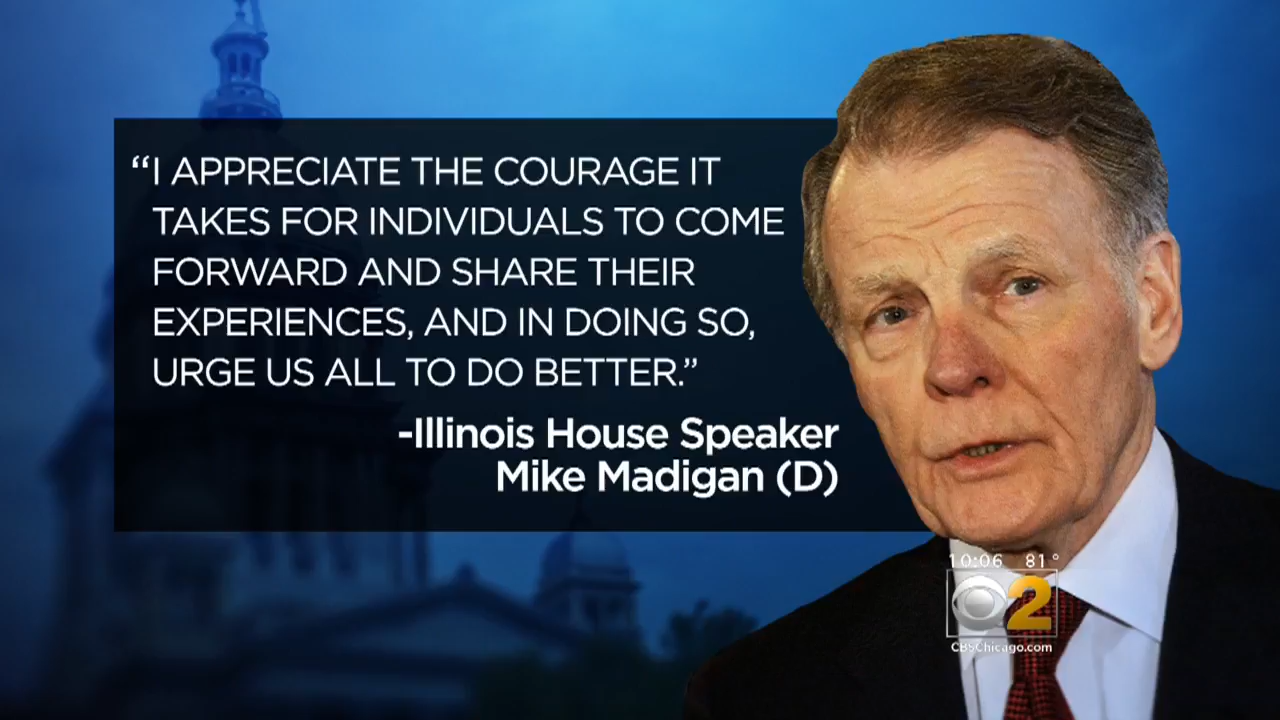 “I APPRECIATE THE COURAGE IT
TAKES FOR INDIVIDUALS TO COME
FORWARD AND SHARE THEIR
EXPERIENCES, AND IN DOING SO,
URGE US ALL TO DO BETTER.”
-Illinois House Speaker
Mike Madigan (D)
10:06 81°
2
CBSChicago.com